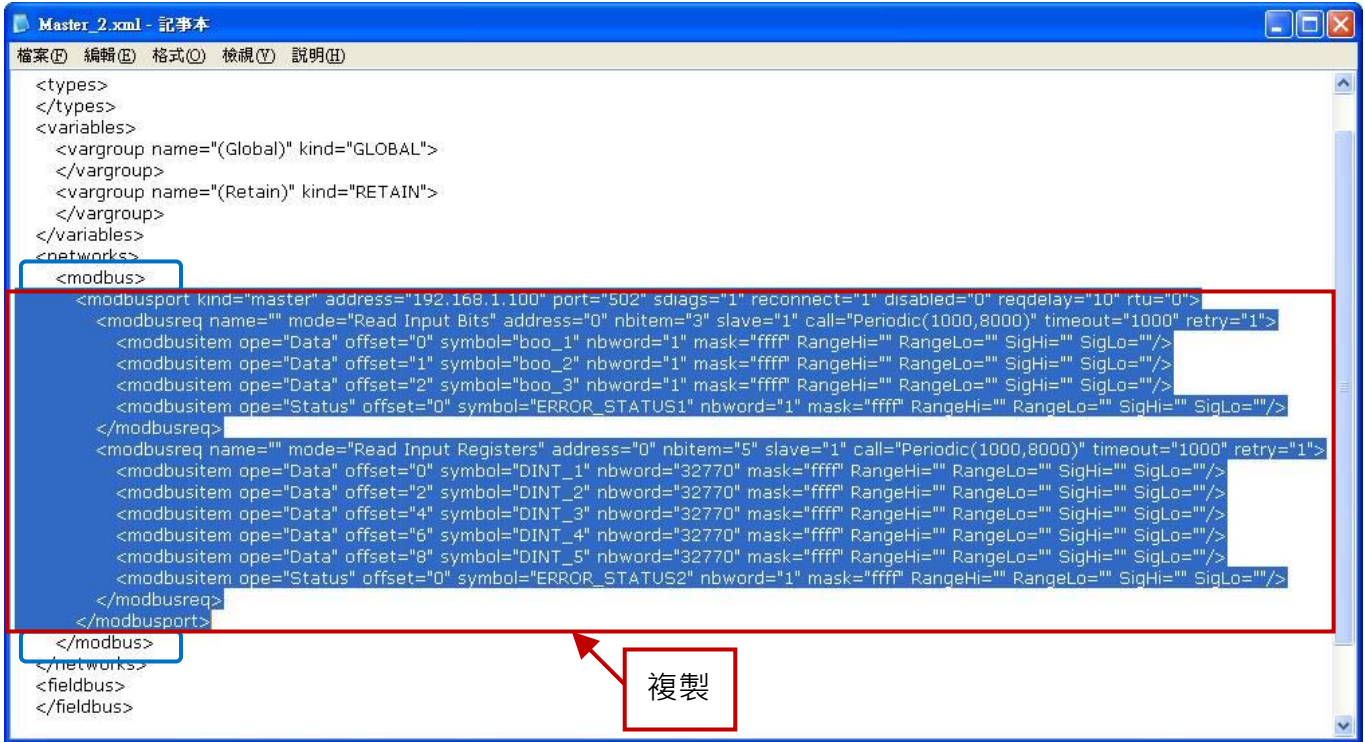 Master_2.xml - 記事本
檔案(F) 編輯(E) 格式(O) 檢視(V) 說明(H)
<types>
</types>
<variables>
<vargroup name="(Global)" kind="GLOBAL">
</vargroup>
<vargroup name="(Retain)" kind="RETAIN">
</vargroup>
</variables>
<networks>
<modbus>
<modbusport kind="master" address="192.168.1.100" port="502" sdiags="1" reconnect="1" disabled="0" reqdelay="10" rtu="0">
<modbusreq name="" mode="Read Input Bits" address="0" nbitem="3" slave="1" call="Periodic(1000,8000)" timeout="1000" retry="1">
<modbusitem ope="Data" offset="0" symbol="boo_1" nbword="1" mask="ffff" RangeHi="" RangeLo="" SigHi="" SigLo=""/>
<modbusitem ope="Data" offset="1" symbol="boo_2" nbword="1" mask="ffff" RangeHi="" RangeLo="" SigHi="" SigLo=""/>
<modbusitem ope="Data" offset="2" symbol="boo_3" nbword="1" mask="ffff" RangeHi="" RangeLo="" SigHi="" SigLo=""/>
<modbusitem ope="Status" offset="0" symbol="ERROR_STATUS1" nbword="1" mask="ffff" RangeHi="" RangeLo="" SigHi="" SigLo=""/>
</modbusreq>
<modbusreq name="" mode="Read Input Registers" address="0" nbitem="5" slave="1" call="Periodic(1000,8000)" timeout="1000" retry="1">
<modbusitem ope="Data" offset="0" symbol="DINT_1" nbword="32770" mask="ffff" RangeHi="" RangeLo="" SigHi="" SigLo=""/>
<modbusitem ope="Data" offset="2" symbol="DINT_2" nbword="32770" mask="ffff" RangeHi="" RangeLo="" SigHi="" SigLo=""/>
<modbusitem ope="Data" offset="4" symbol="DINT_3" nbword="32770" mask="ffff" RangeHi="" RangeLo="" SigHi="" SigLo=""/>
<modbusitem ope="Data" offset="6" symbol="DINT_4" nbword="32770" mask="ffff" RangeHi="" RangeLo="" SigHi="" SigLo=""/>
<modbusitem ope="Data" offset="8" symbol="DINT_5" nbword="32770" mask="ffff" RangeHi="" RangeLo="" SigHi="" SigLo=""/>
<modbusitem ope="Status" offset="0" symbol="ERROR_STATUS2" nbword="1" mask="ffff" RangeHi="" RangeLo="" SigHi="" SigLo=""/>
</modbusreq>
</modbusport>
</modbus>
</networks>
<fieldbus>
</fieldbus>
複製